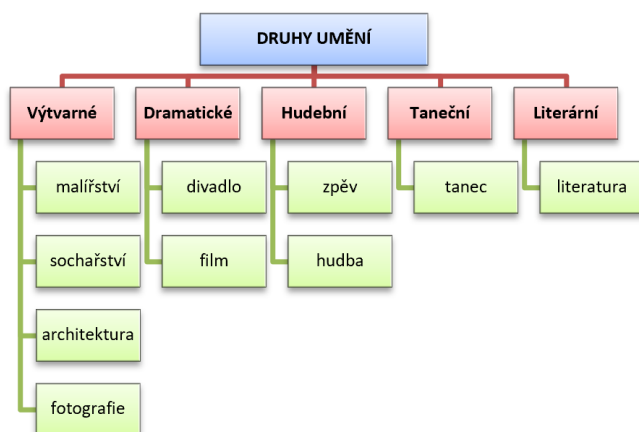 DRUHY UMĚNÍ
Výtvarné
Dramatické
Hudební
Taneční
Literární
malířství
divadlo
zpěv
tanec
literatura
sochařství
film
hudba
architektura
fotografie